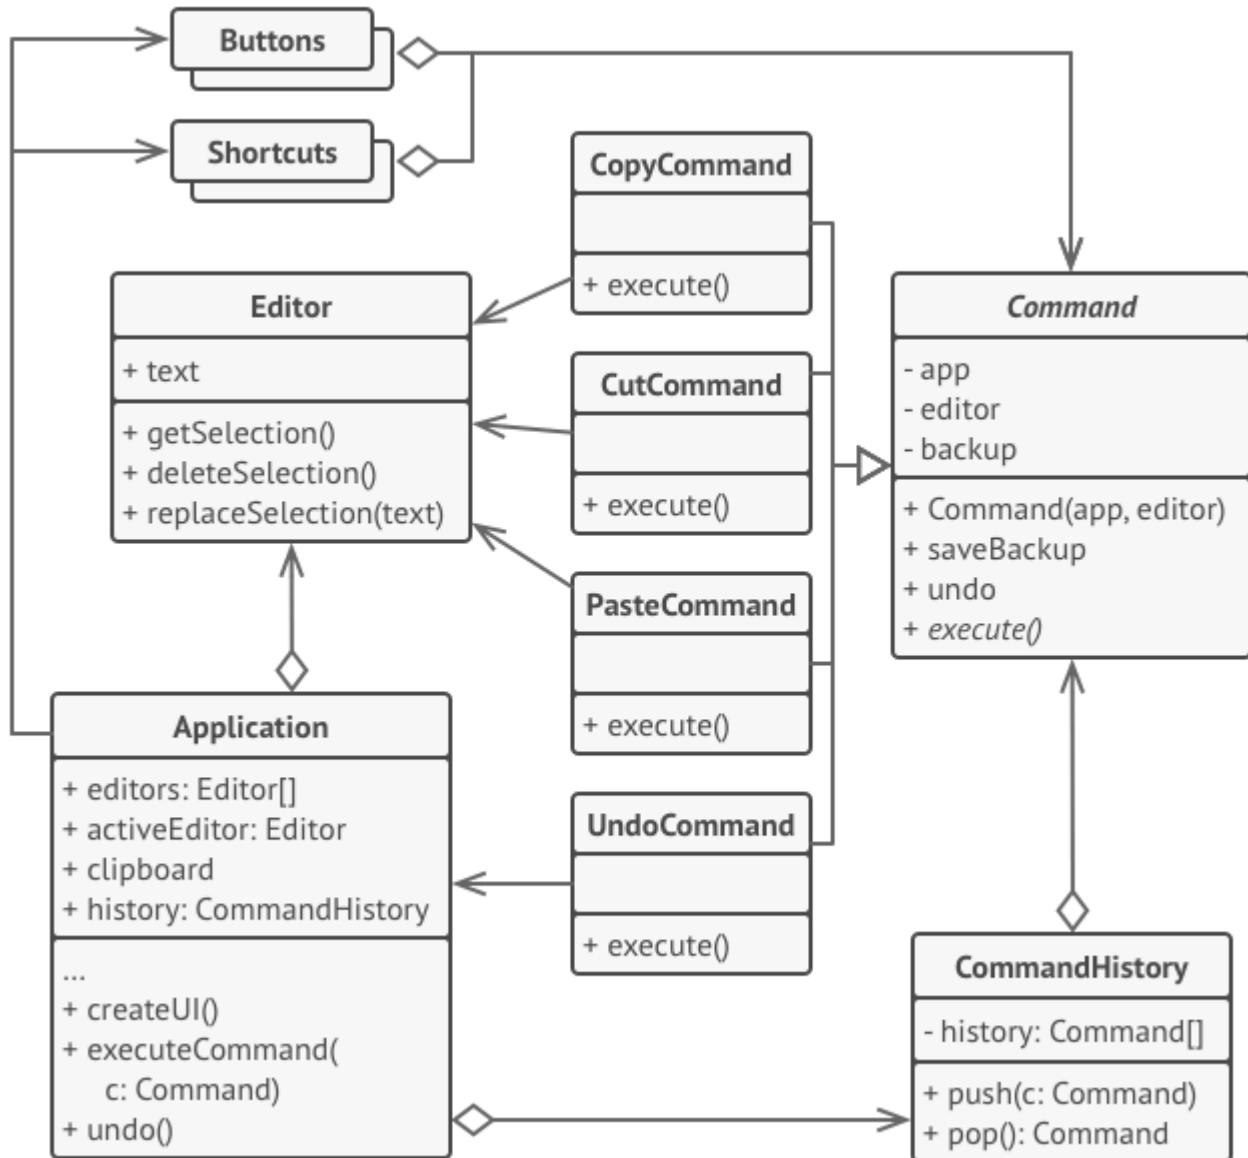 Buttons
Shortcuts
CopyCommand
+ execute()
Editor
+ text
+ getSelection()
+ deleteSelection()
+ replaceSelection(text)
CutCommand
+ execute()
Command
- app
- editor
- backup
+ Command(app, editor)
+ saveBackup
+ undo
+ execute()
PasteCommand
+ execute()
Application
+ editors: Editor[]
+ activeEditor: Editor
+ clipboard
+ history: CommandHistory
...
+ createUI()
+ executeCommand(
c: Command)
+ undo()
UndoCommand
+ execute()
CommandHistory
- history: Command[]
+ push(c: Command)
+ pop(): Command